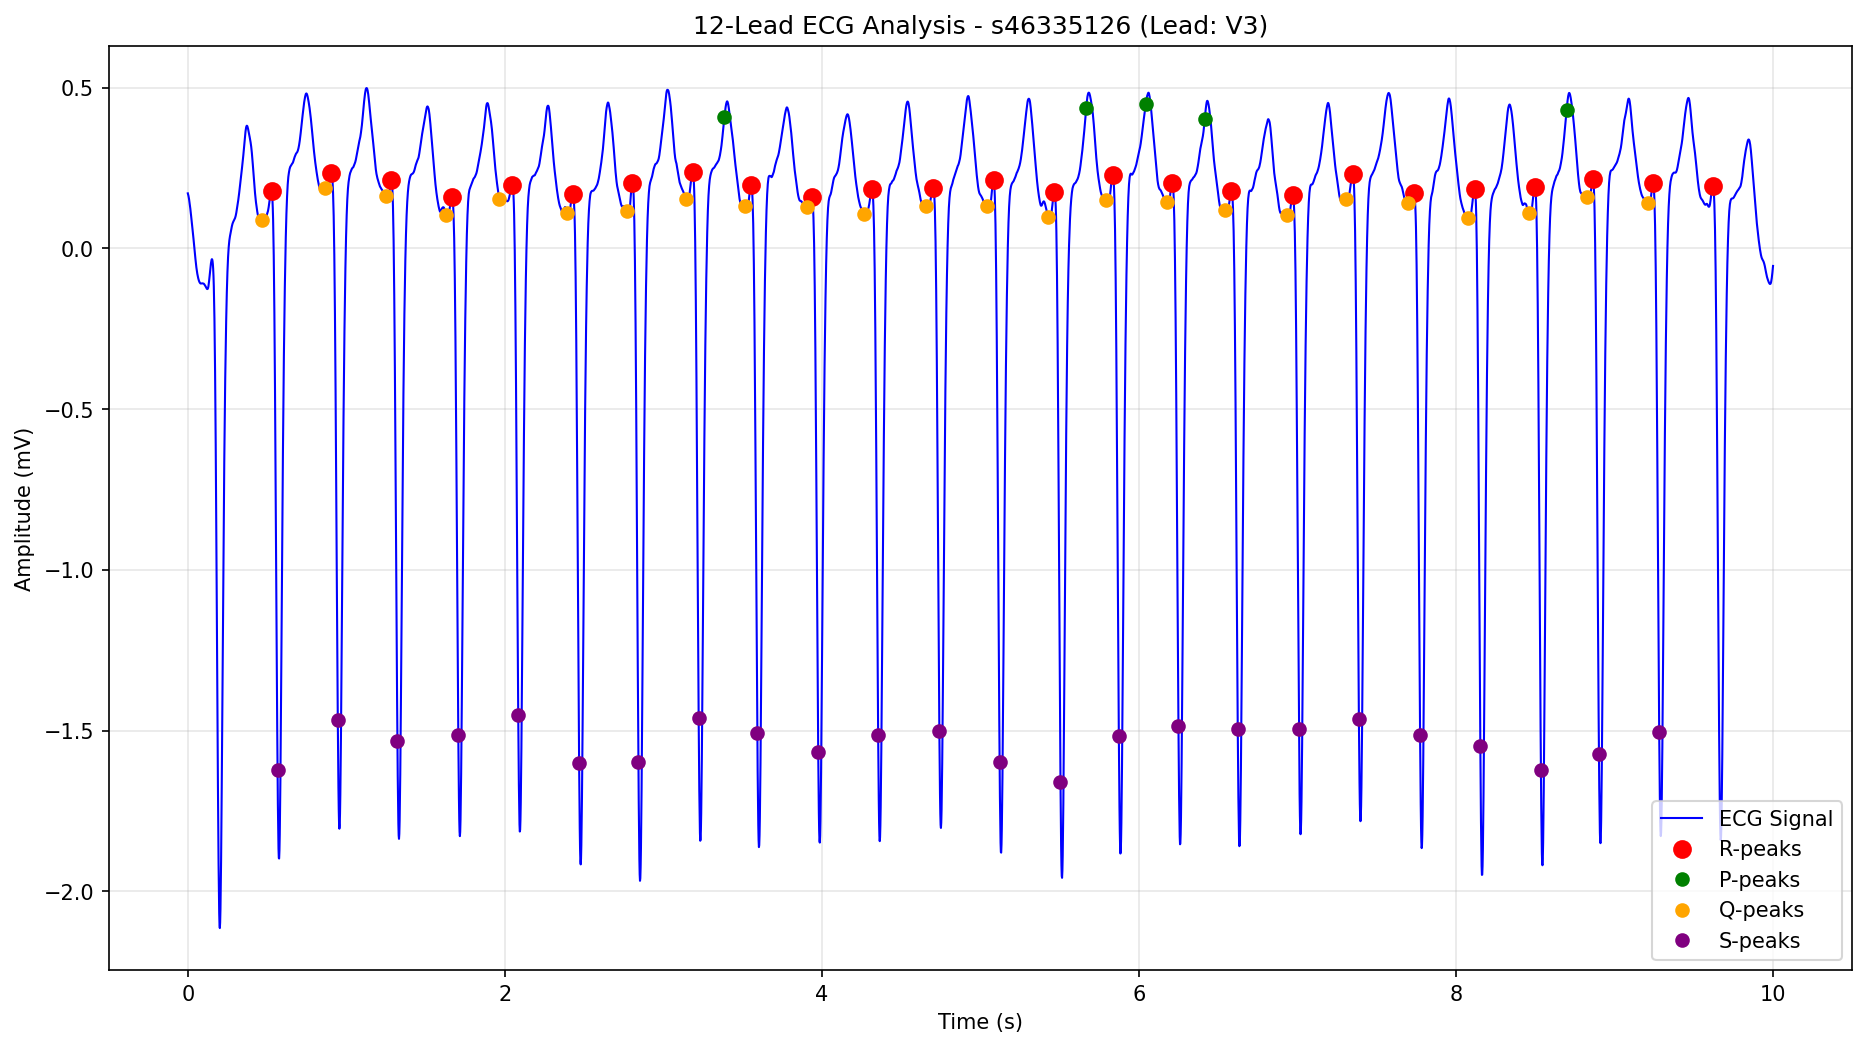 12-Lead ECG Analysis - s46335126 (Lead: V3)
Amplitude (mV)
0.5
0.0
−0.5
−1.0
−1.5
−2.0
ECG Signal
R-peaks
P-peaks
Q-peaks
S-peaks
0 2 4 6 8 10
Time (s)